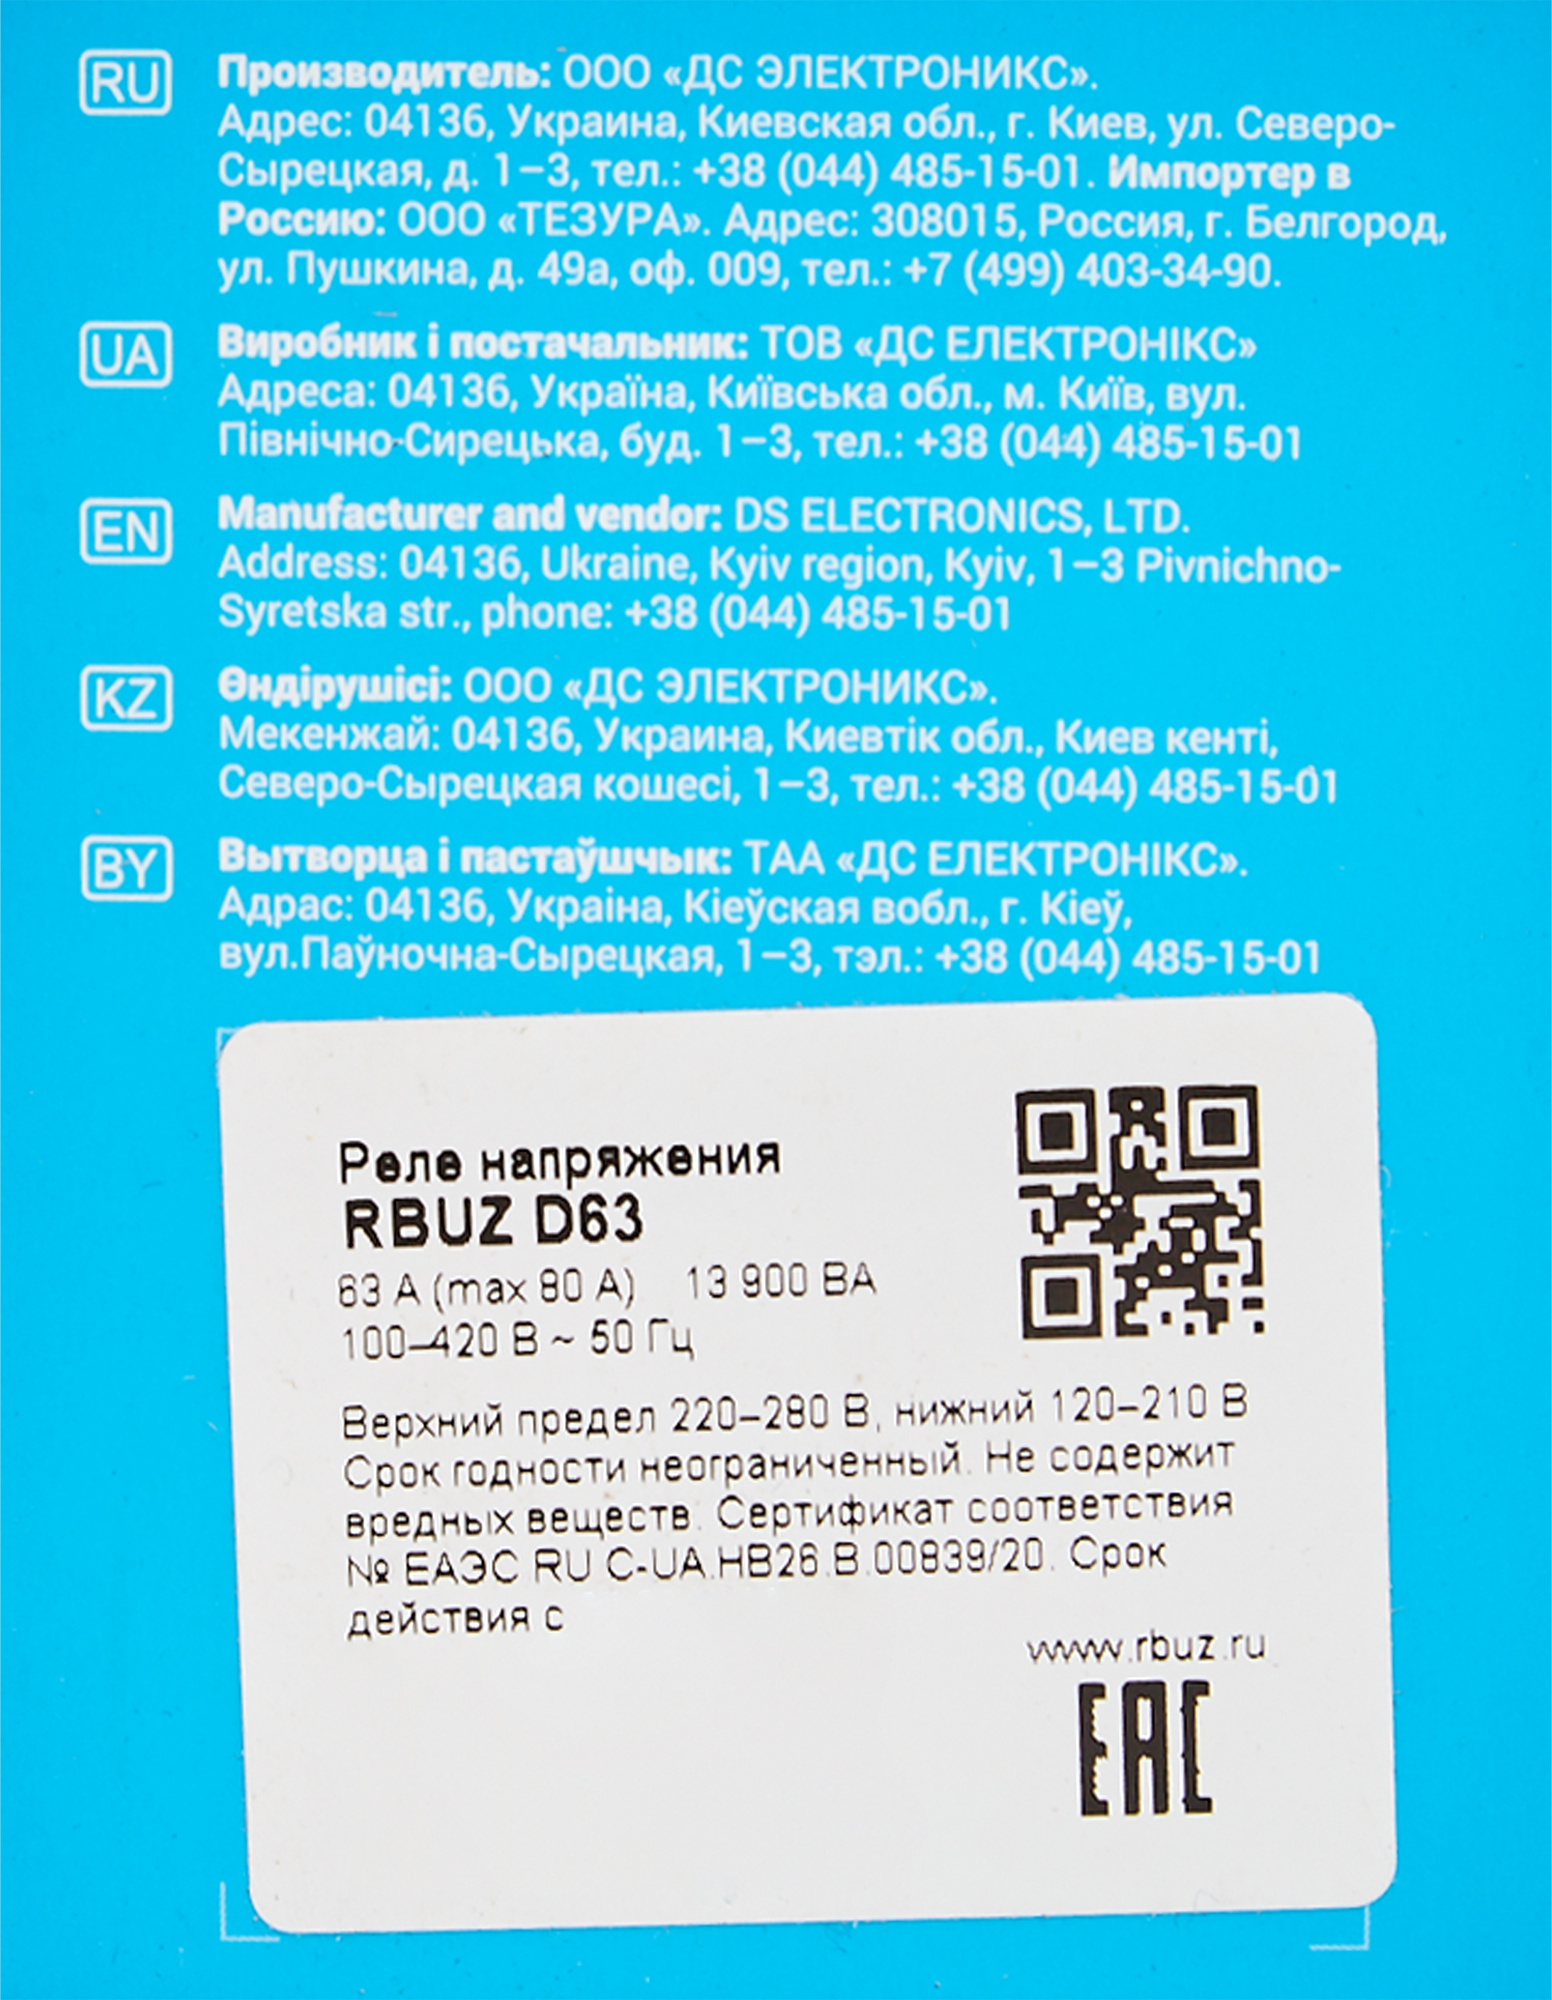 RU
Производитель: ООО «ДС ЭЛЕКТРОНИКС».
Адрес: 04136, Украина, Киевская обл., г. Киев, ул. Северо-
Сырецкая, д. 1–3, тел.: +38 (044) 485-15-01. Импортер в
Россию: ООО «ТЕЗУРА». Адрес: 308015, Россия, г. Белгород,
ул. Пушкина, д. 49а, оф. 009, тел.: +7 (499) 403-34-90.
UA
Виробник і постачальник: ТОВ «ДС ЕЛЕКТРОНІКС»
Адреса: 04136, Україна, Київська обл., м. Київ, вул.
Північно-Сирецька, буд. 1–3, тел.: +38 (044) 485-15-01
EN
Manufacturer and vendor: DS ELECTRONICS, LTD.
Address: 04136, Ukraine, Kyiv region, Kyiv, 1–3 Pivnichno-
Syretska str., phone: +38 (044) 485-15-01
KZ
Өндірушісі: ООО «ДС ЭЛЕКТРОНИКС».
Мекенжай: 04136, Украина, Киевтік обл., Киев кенті,
Северо-Сырецкая кошесі, 1–3, тел.: +38 (044) 485-15-01
BY
Вытворца і пастаўшчык: ТАА «ДС ЕЛЕКТРОНІКС».
Адрас: 04136, Украіна, Кіеўская вобл., г. Кіеў,
вул.Паўночна-Сырецкая, 1–3, тэл.: +38 (044) 485-15-01
Реле напряжения
RBUZ D63
63 А (max 80 А) 13 900 ВА
100–420 В ~ 50 Гц
Верхний предел 220–280 В, нижний 120–210 В
Срок годности неограниченный. Не содержит
вредных веществ. Сертификат соответствия
№ ЕАЭС RU С-UA.НВ26.В.00839/20. Срок
действия с
www.rbuz.ru
EAC